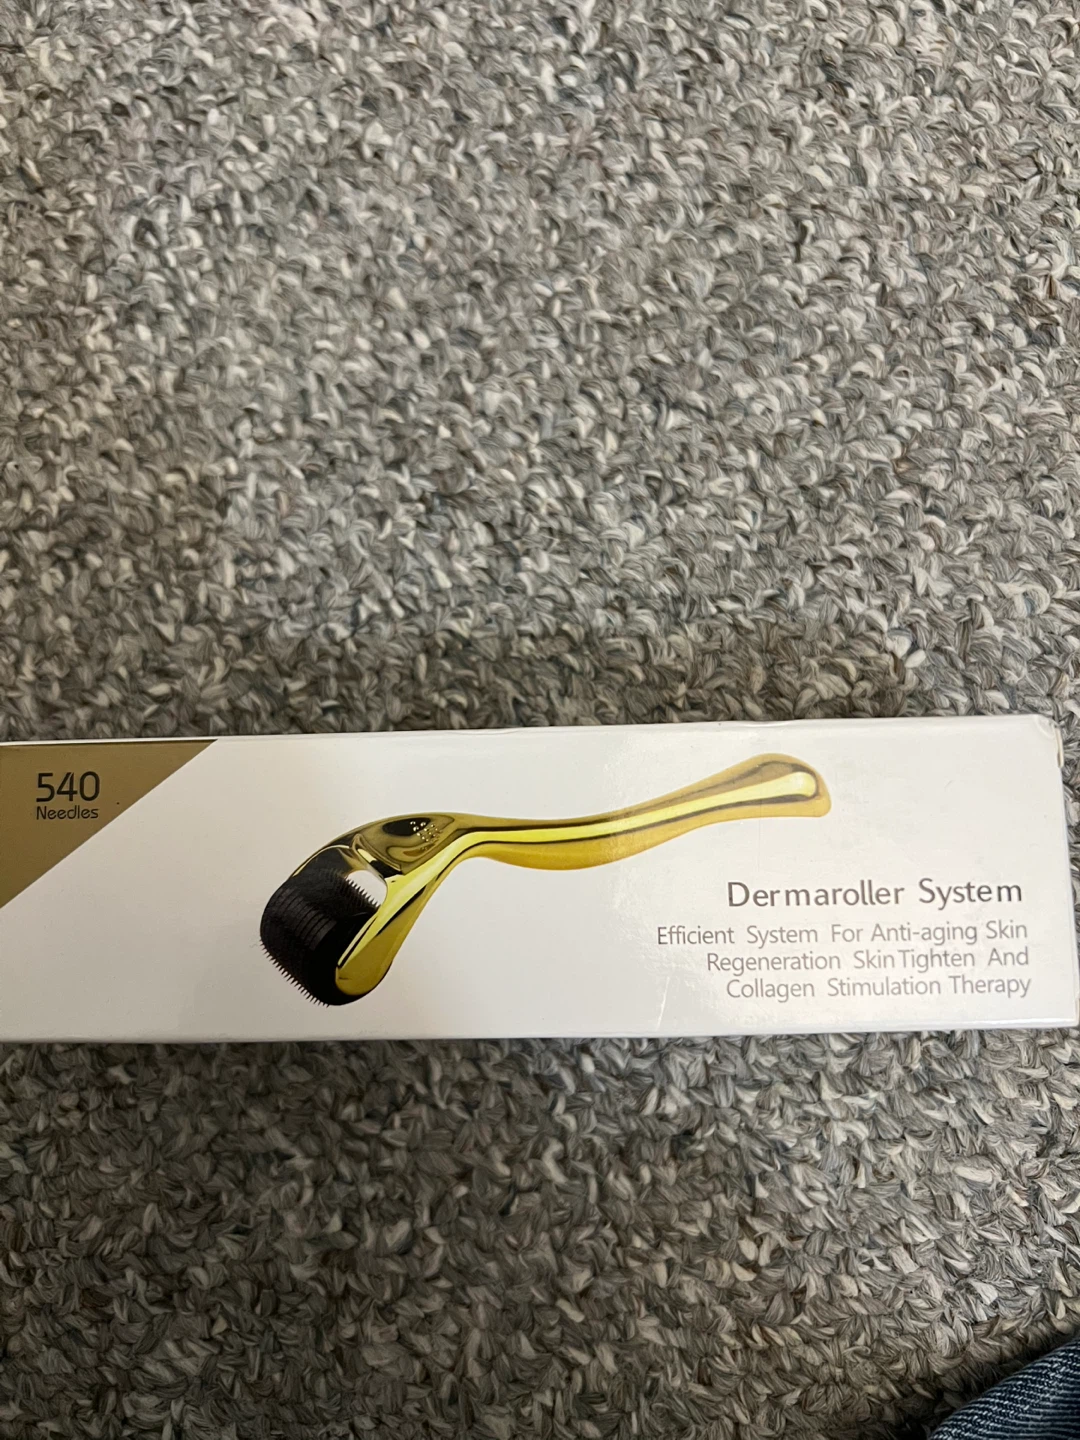 540
Needles
Dermaroller System
Efficient System For Anti-aging Skin
Regeneration Skin Tighten And
Collagen Stimulation Therapy